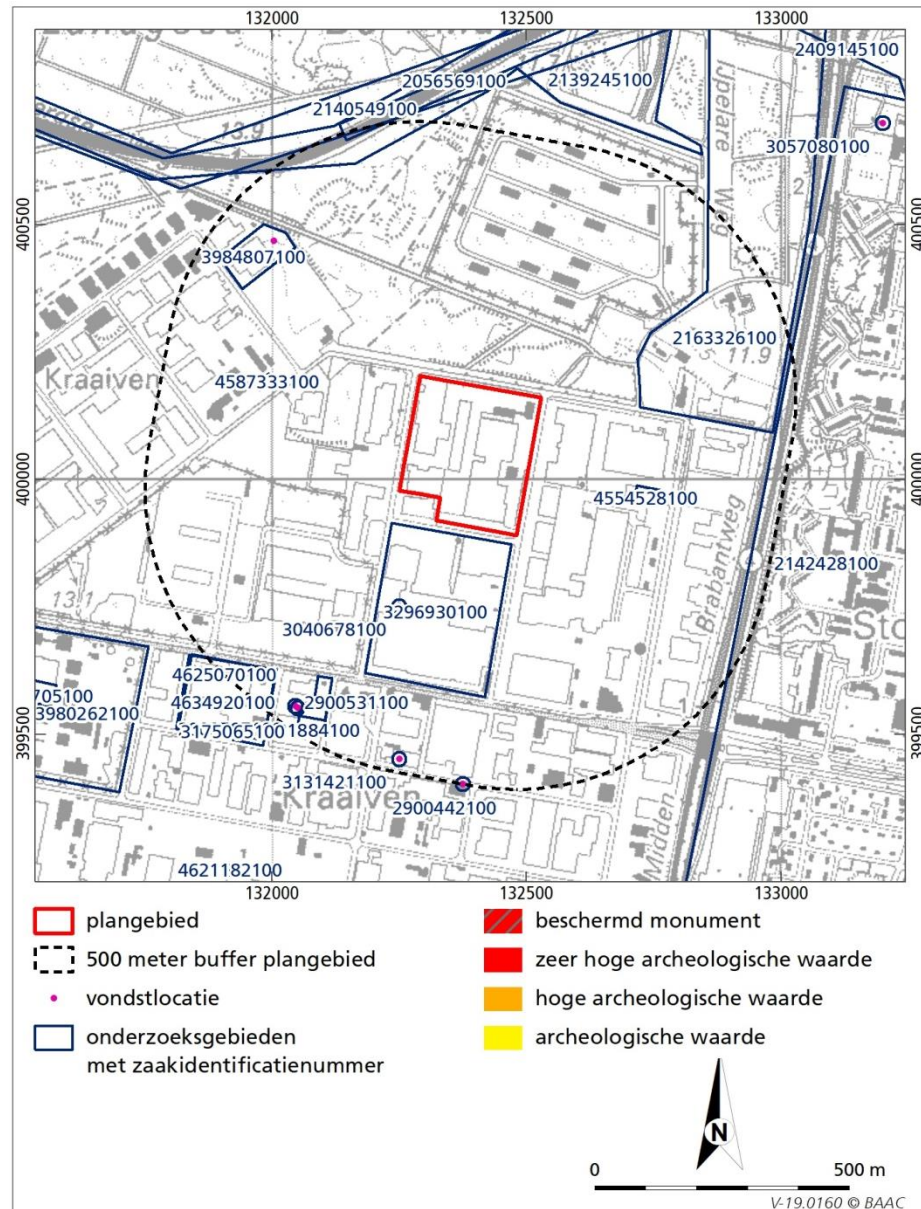 132000 132500 133000
2409145100
2056569100
2139245100
2140549100
13.9
3057080100
IJpelare Weg
400500
400500
3984807100
2163326100
11.9
Kraaiven
4587333100
400000
400000
4554528100
2142428100
Brabantweg
13.1
3296930100
3040678100
4625070100
705100
4634920100
2900531100
3980262100
3175065100
1884100
399500
399500
3131421100
Kraaiven
2900442100
Midden
4621182100
132000 132500 133000
plangebied
500 meter buffer plangebied
vondstlocatie
onderzoeksgebieden
met zaakidentificatienummer
beschermd monument
zeer hoge archeologische waarde
hoge archeologische waarde
archeologische waarde
N
0 500 m
V-19.0160 © BAAC